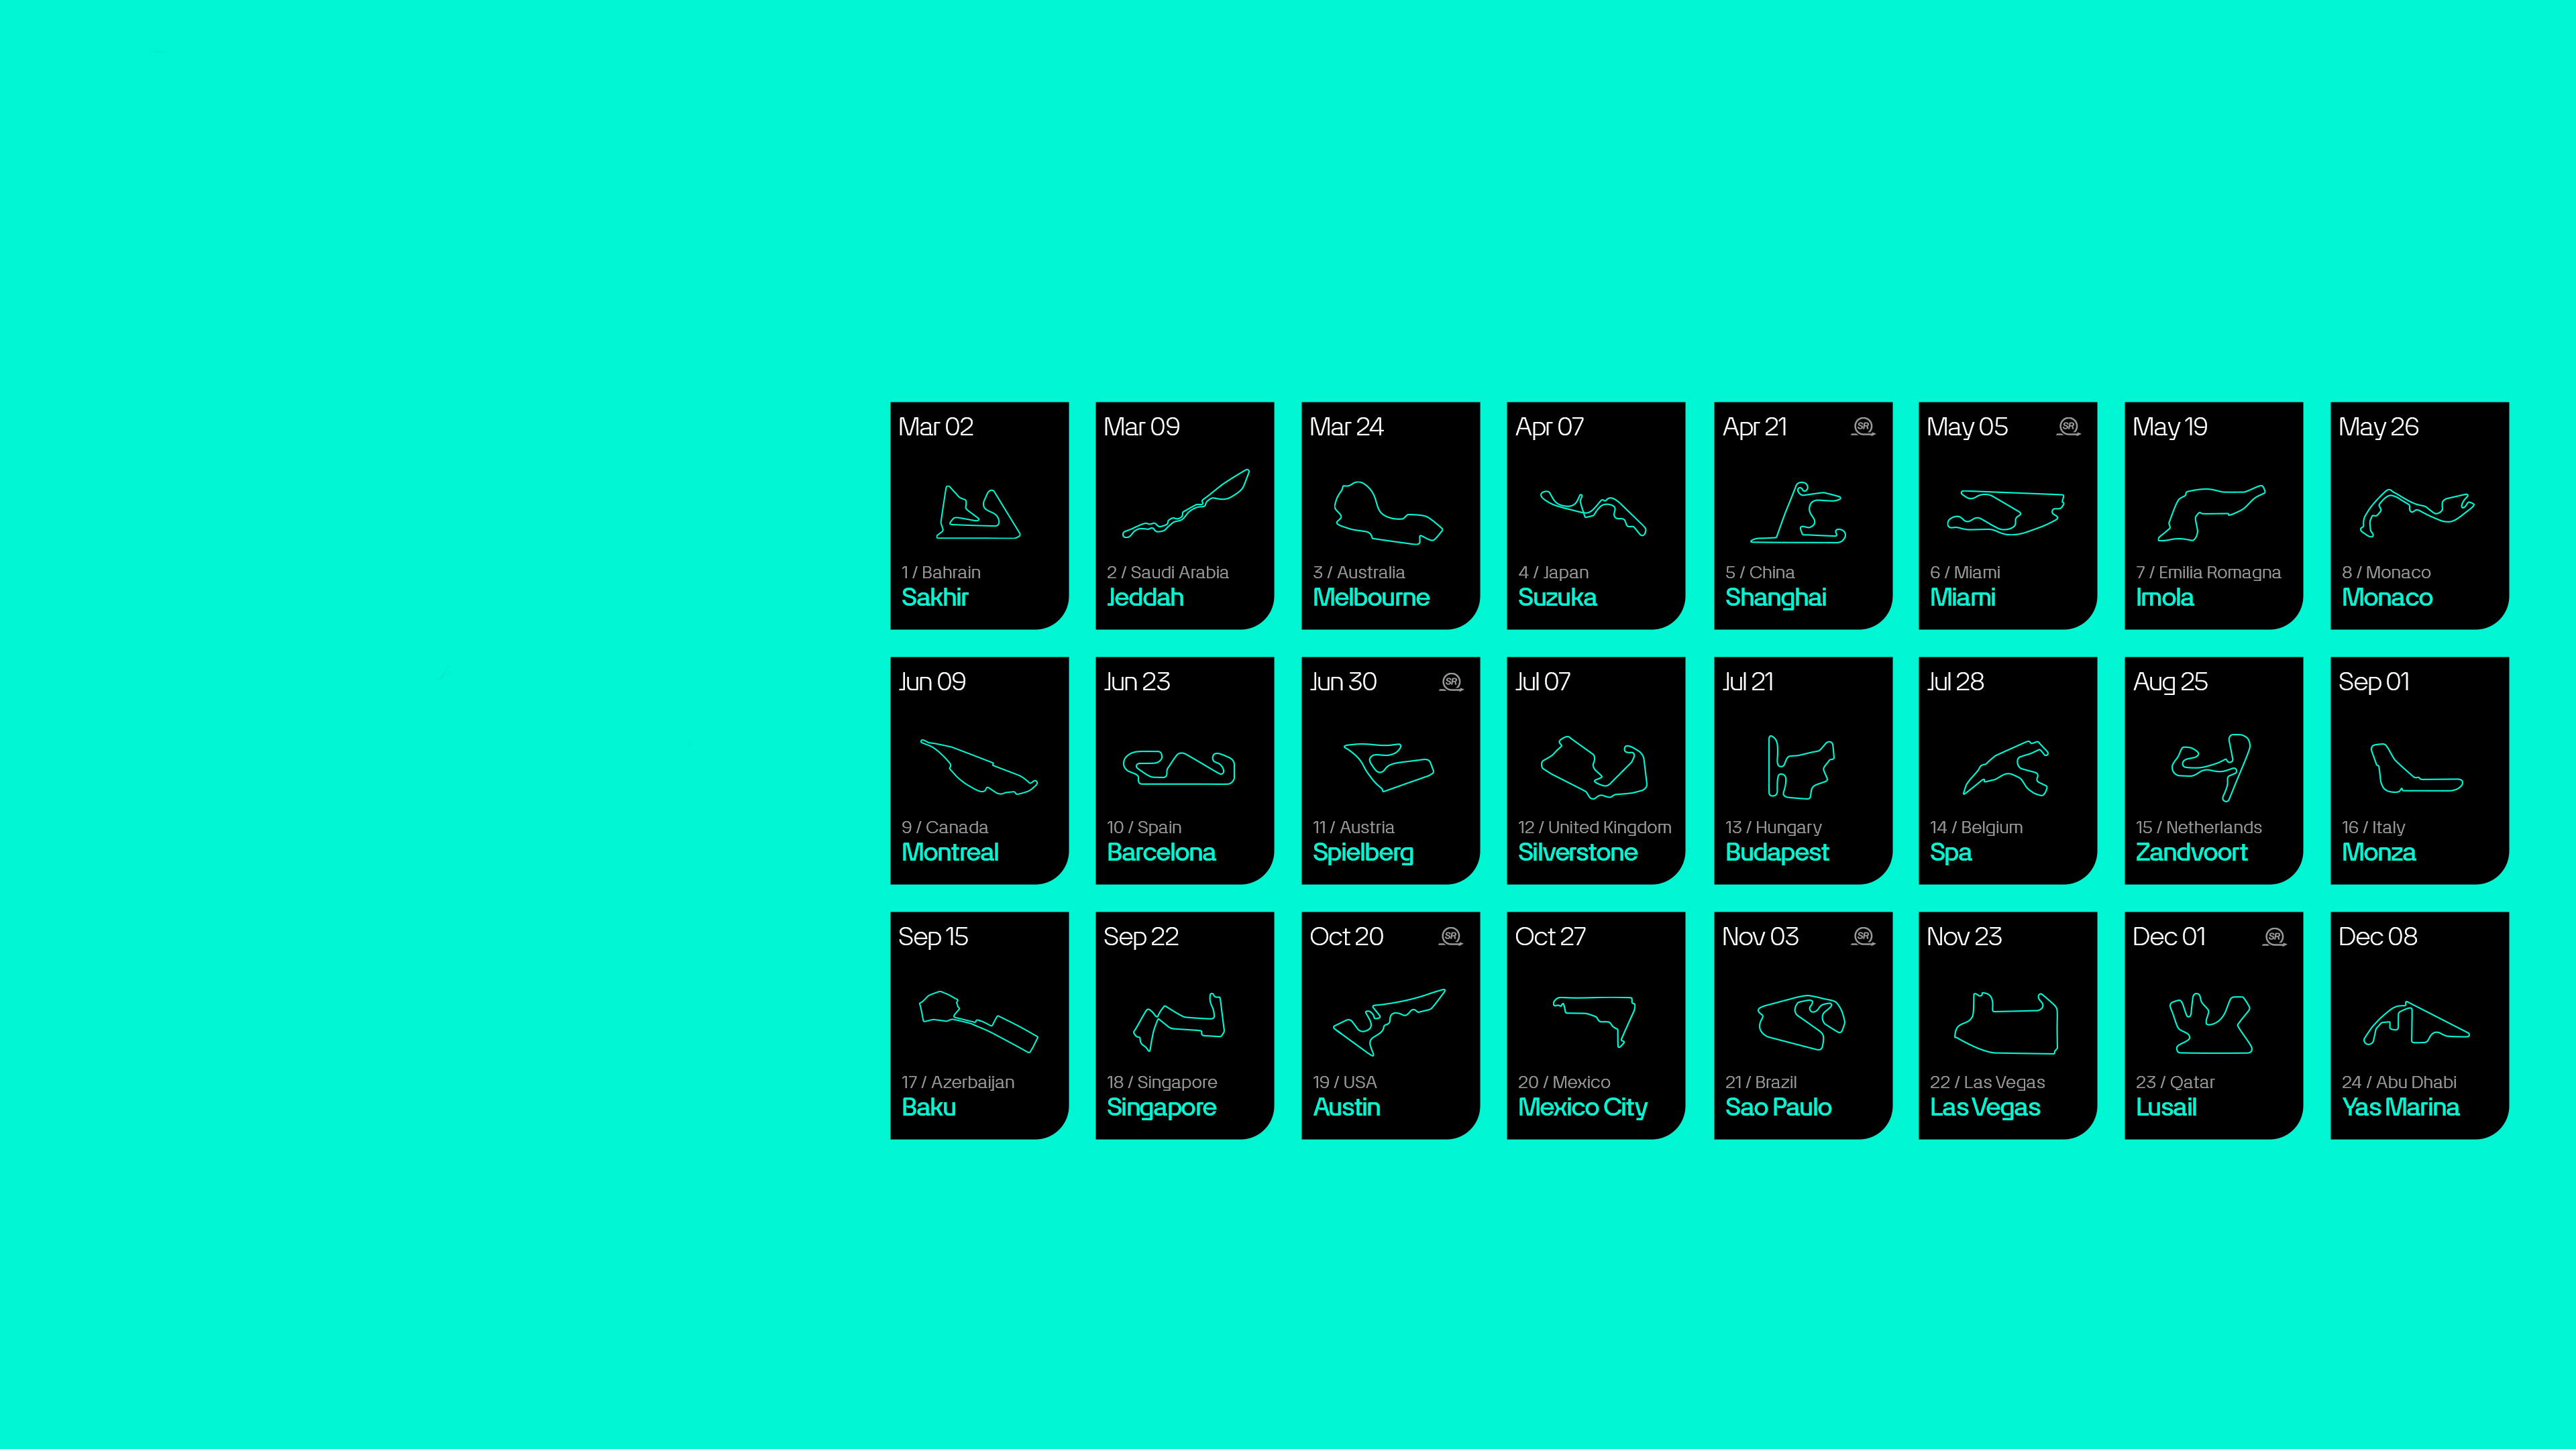 Mar 02
1 / Bahrain
Sakhir
Mar 09
2 / Saudi Arabia
Jeddah
Mar 24
3 / Australia
Melbourne
Apr 07
4 / Japan
Suzuka
Apr 21
SR
5 / China
Shanghai
May 05
SR
6 / Miami
Miami
May 19
7 / Emilia Romagna
Imola
May 26
8 / Monaco
Monaco
Jun 09
9 / Canada
Montreal
Jun 23
10 / Spain
Barcelona
Jun 30
SR
11 / Austria
Spielberg
Jul 07
12 / United Kingdom
Silverstone
Jul 21
13 / Hungary
Budapest
Jul 28
14 / Belgium
Spa
Aug 25
15 / Netherlands
Zandvoort
Sep 01
16 / Italy
Monza
Sep 15
17 / Azerbaijan
Baku
Sep 22
18 / Singapore
Singapore
Oct 20
SR
19 / USA
Austin
Oct 27
20 / Mexico
Mexico City
Nov 03
SR
21 / Brazil
Sao Paulo
Nov 23
22 / Las Vegas
Las Vegas
Dec 01
SR
23 / Qatar
Lusail
Dec 08
24 / Abu Dhabi
Yas Marina